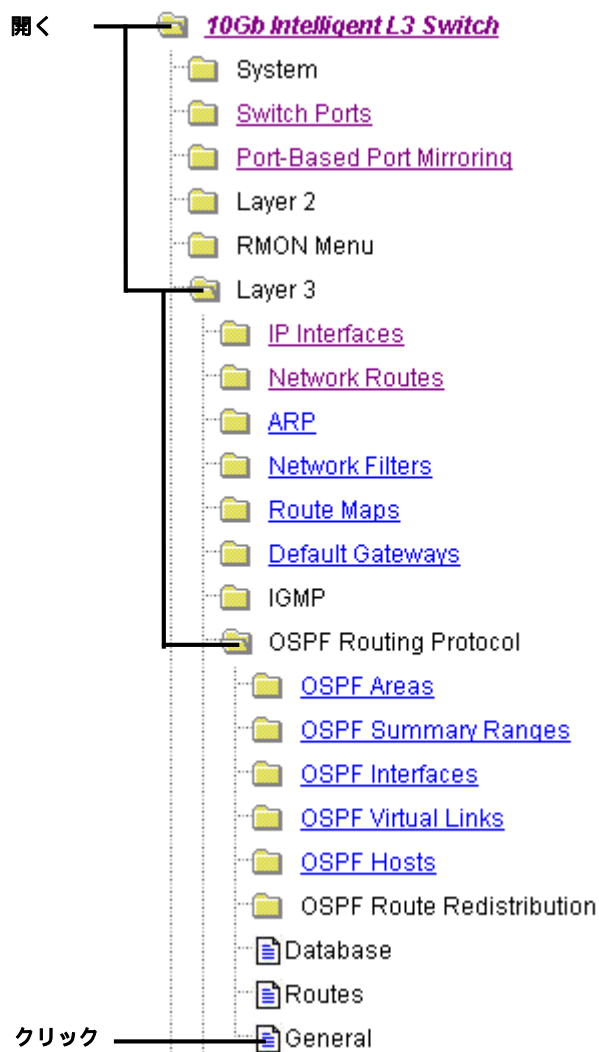 開く
10Gb Intelligent L3 Switch
System
Switch Ports
Port-Based Port Mirroring
Layer 2
RMON Menu
Layer 3
IP Interfaces
Network Routes
ARP
Network Filters
Route Maps
Default Gateways
IGMP
OSPF Routing Protocol
OSPF Areas
OSPF Summary Ranges
OSPF Interfaces
OSPF Virtual Links
OSPF Hosts
OSPF Route Redistribution
Database
Routes
クリック General